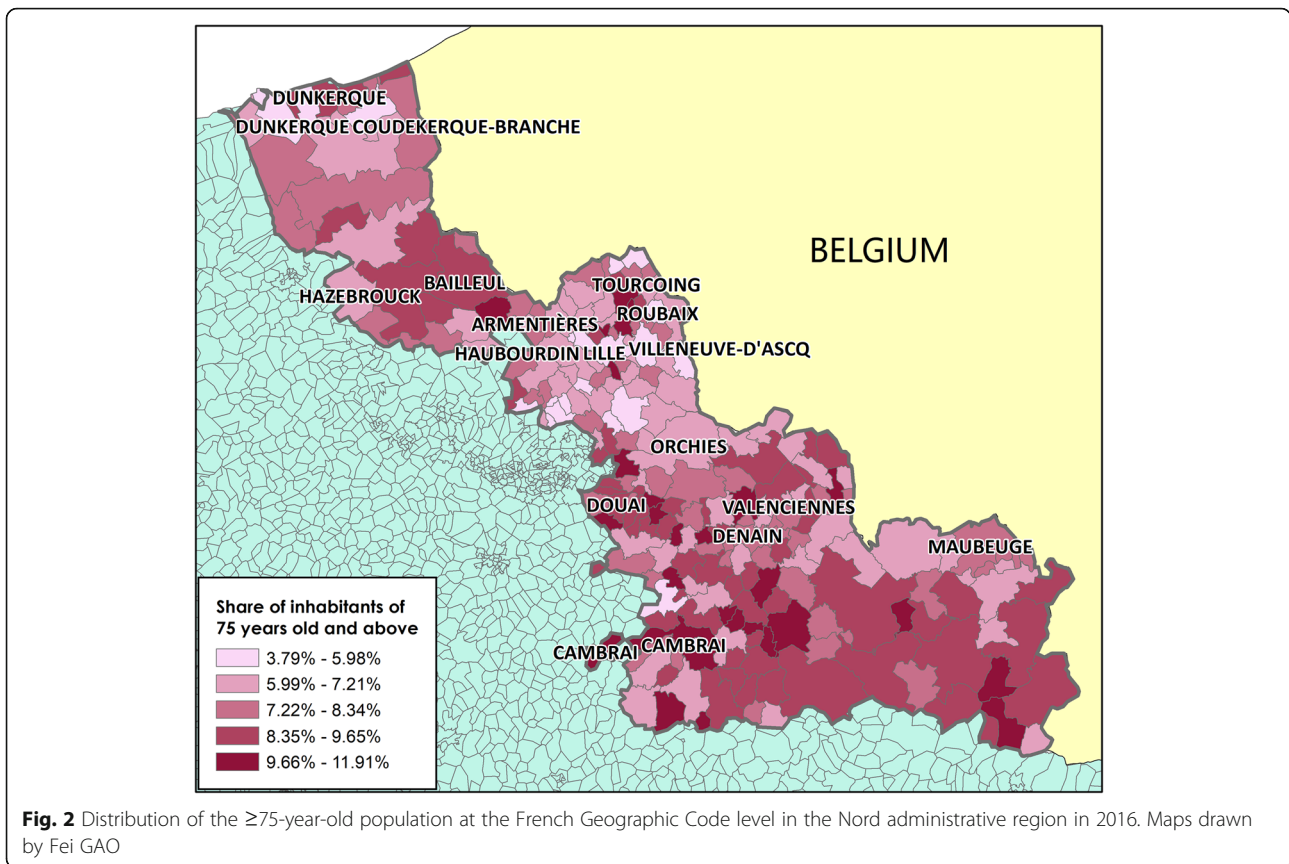 DUNKERQUE
DUNKERQUE COUDEKERQUE-BRANCHE
BELGIUM
BAILLEUL
TOURCOING
HAZEBROUCK
ROUBAIX
ARMENTIÈRES
HAUBOURDIN LILLE VILLENEUVE-D'ASCQ
ORCHIES
DOUAI
VALENCIENNES
DENAIN
MAUBEUGE
CAMBRAI CAMBRAI
Share of inhabitants of
75 years old and above
3.79% - 5.98%
5.99% - 7.21%
7.22% - 8.34%
8.35% - 9.65%
9.66% - 11.91%
Fig. 2 Distribution of the ≥75-year-old population at the French Geographic Code level in the Nord administrative region in 2016. Maps drawn
by Fei GAO